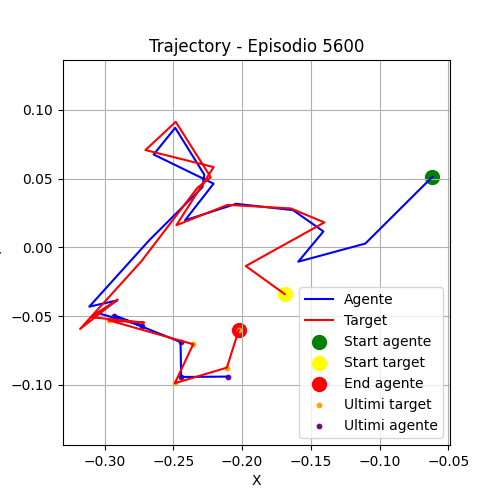 Trajectory - Episodio 5600
0.10
0.05
0.00
−0.05
−0.10
−0.30
−0.25
−0.20
−0.15
−0.10
−0.05
X
Agente
Target
Start agente
Start target
End agente
Ultimi target
Ultimi agente